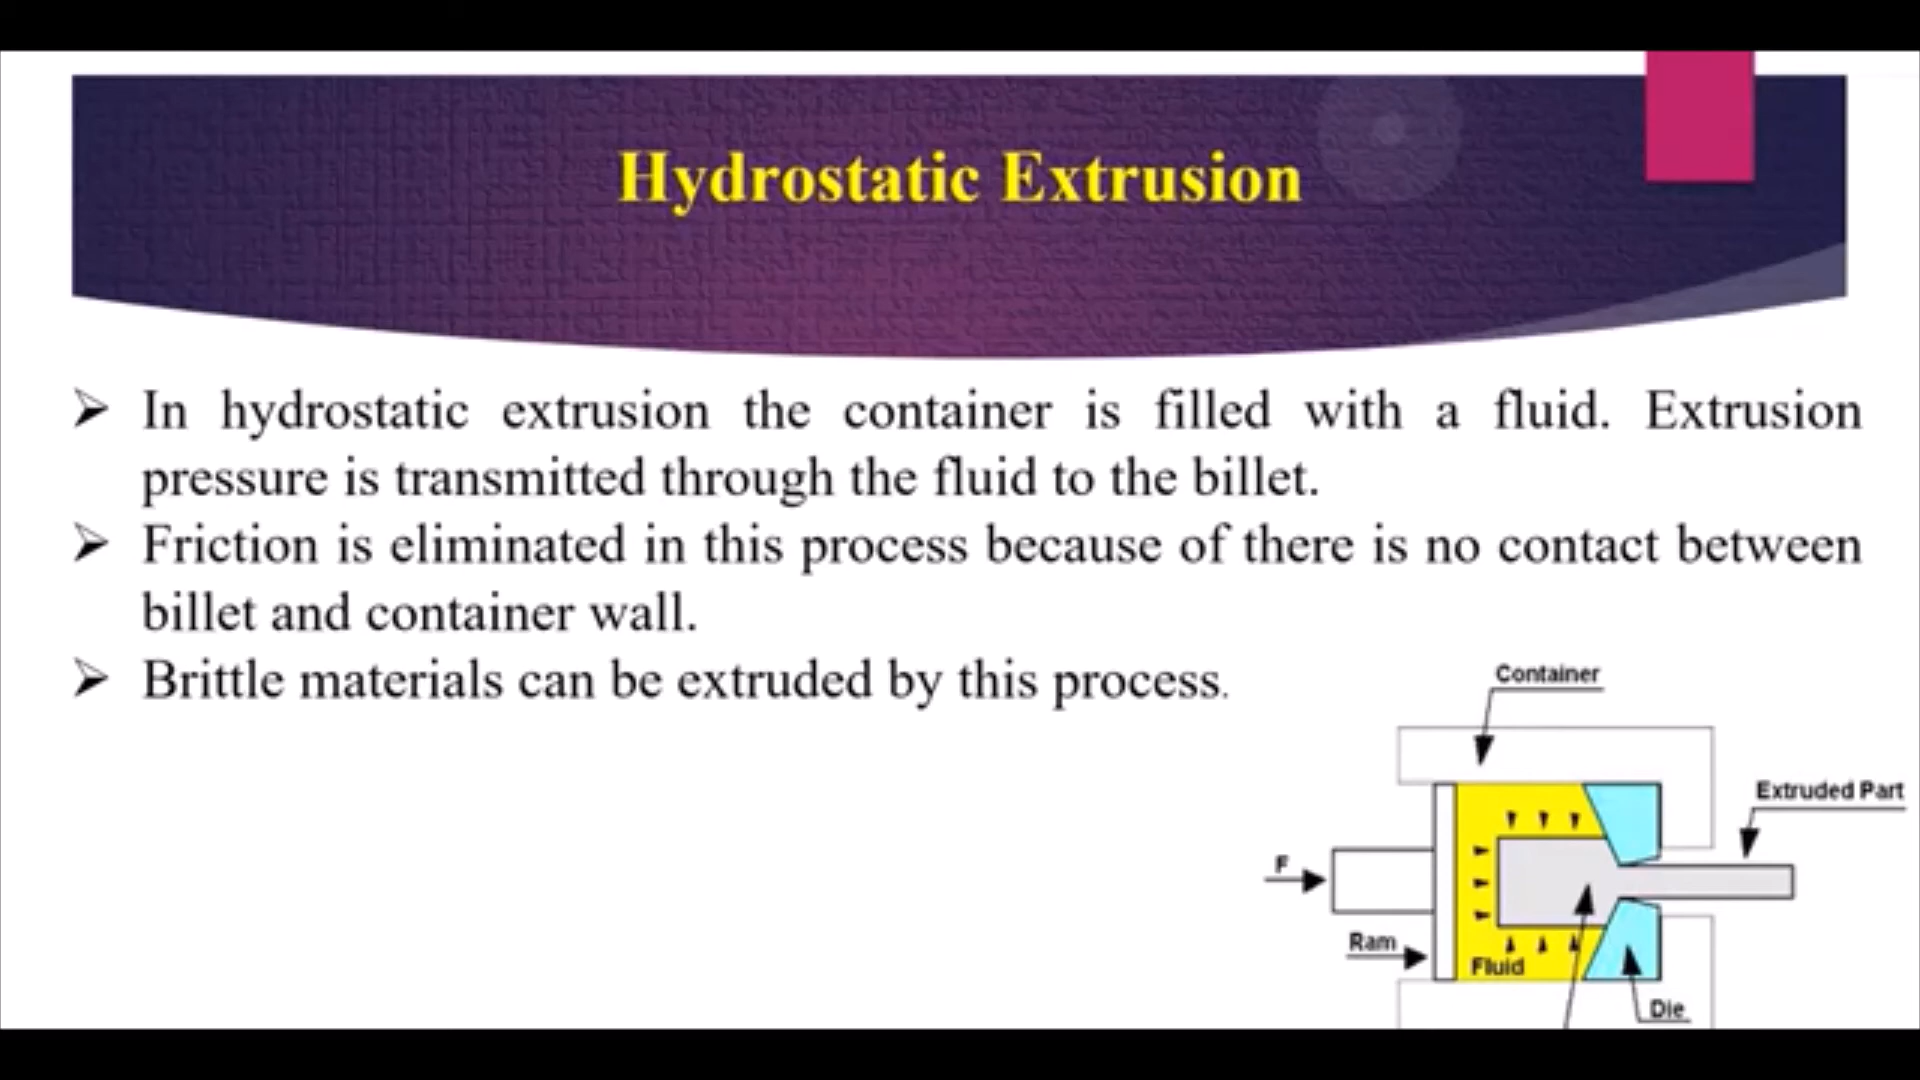 Hydrostatic Extrusion
➢ In hydrostatic extrusion the container is filled with a fluid. Extrusion
pressure is transmitted through the fluid to the billet.
➢ Friction is eliminated in this process because of there is no contact between
billet and container wall.
➢ Brittle materials can be extruded by this process.
Container
Extruded Part
F
Ram
Fluid
Die